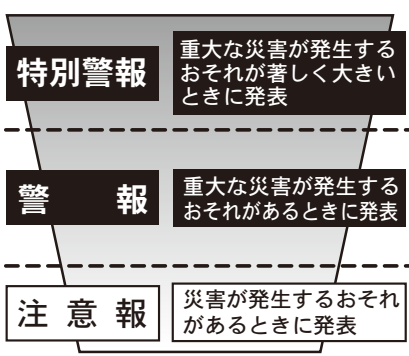 特別警報
重大な災害が発生する
おそれが著しく大きい
ときに発表
警報
重大な災害が発生する
おそれがあるときに発表
注意報
災害が発生するおそれ
があるときに発表